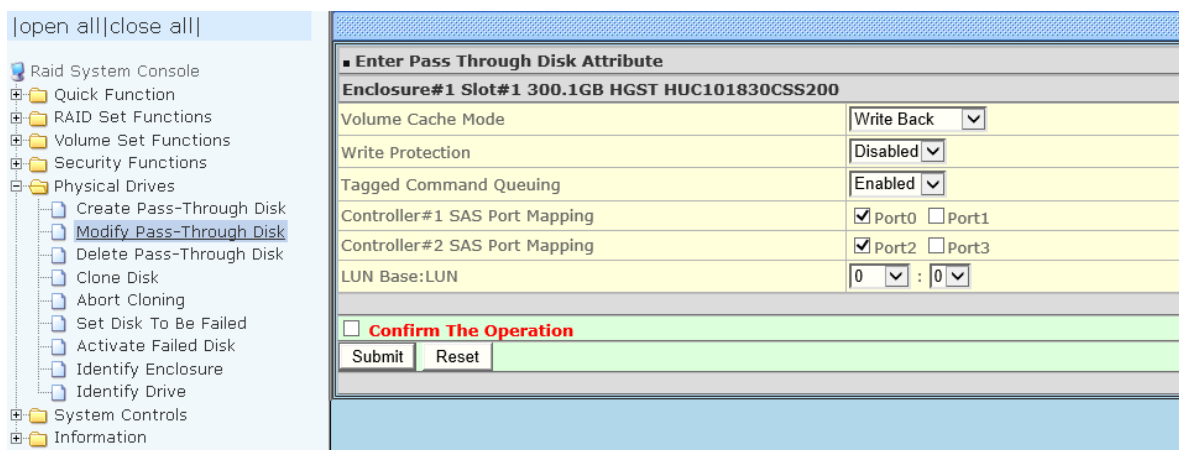 |open all|close all|
Raid System Console
Quick Function
RAID Set Functions
Volume Set Functions
Security Functions
Physical Drives
Create Pass-Through Disk
Modify Pass-Through Disk
Delete Pass-Through Disk
Clone Disk
Abort Cloning
Set Disk To Be Failed
Activate Failed Disk
Identify Enclosure
Identify Drive
System Controls
Information
Enter Pass Through Disk Attribute
Enclosure#1 Slot#1 300.1GB HGST HUC101830CSS200
Volume Cache Mode Write Back
Write Protection Disabled
Tagged Command Queuing Enabled
Controller#1 SAS Port Mapping Port0 Port1
Controller#2 SAS Port Mapping Port2 Port3
LUN Base:LUN 0 : 0
Confirm The Operation
Submit Reset